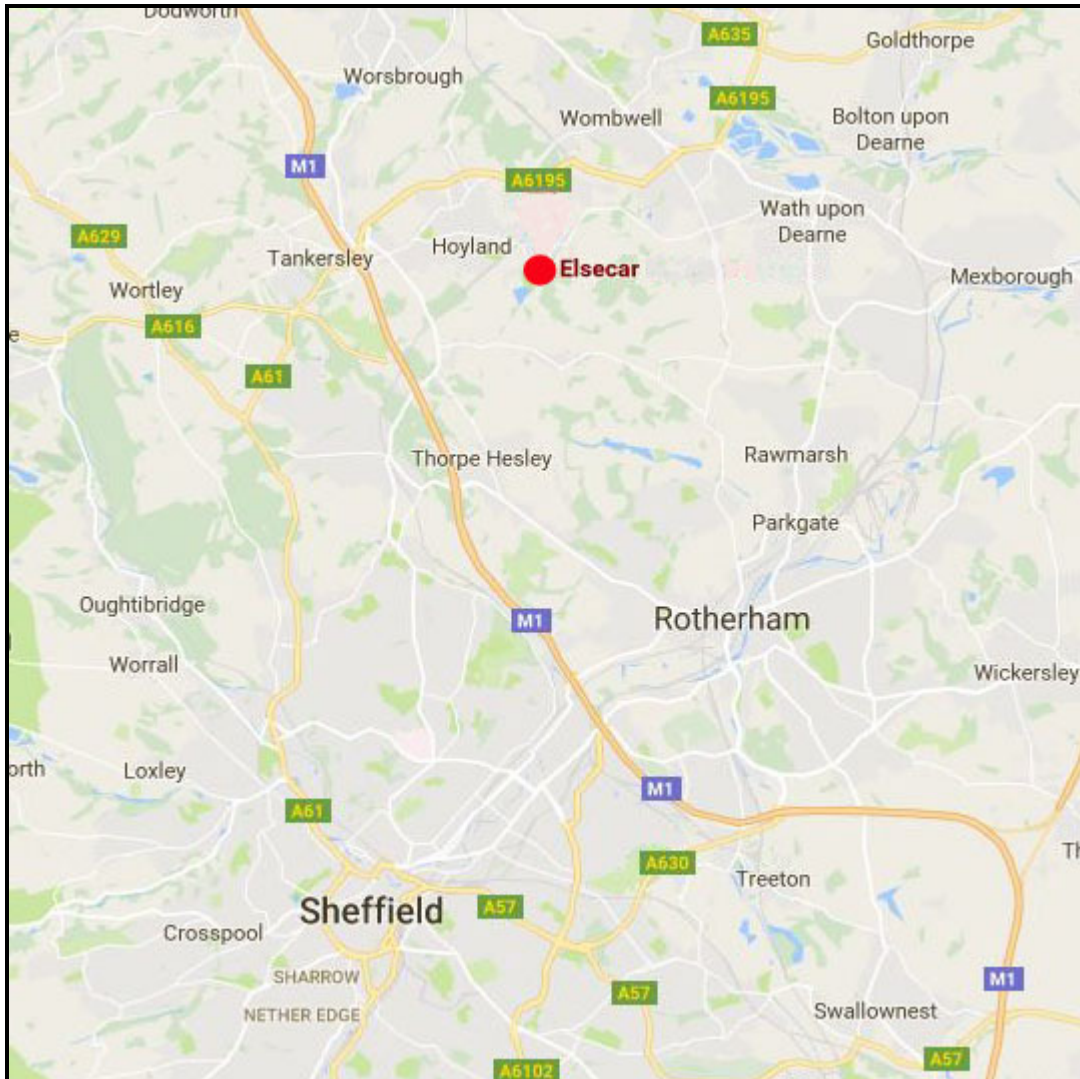 Dodworth
A635
Goldthorpe
Worsbrough
A6195
Wombwell
Bolton upon
Dearne
M1
A6195
Wath upon
Dearne
A629
Hoyland
Tankersley
Elsecar
Mexborough
Wortley
A616
e
A61
Thorpe Hesley
Rawmarsh
Parkgate
Oughtibridge
M1
Rotherham
Worrall
Wickersley
orth
Loxley
M1
A61
A630
Th
Treeton
Sheffield
A57
Crosspool
SHARROW
M1
A57
NETHER EDGE
Swallownest
A57
A6102